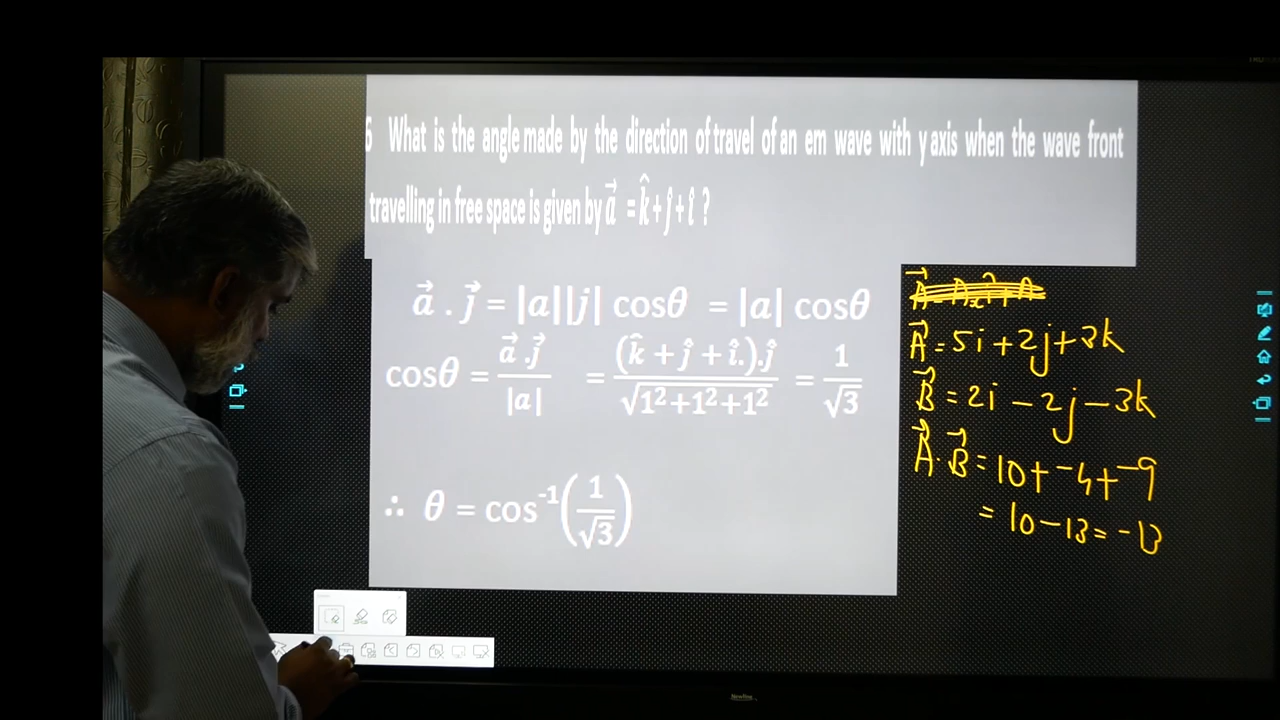 6 What is the angle made by the direction of travel of an em wave with y axis when the wave front
travelling in free space is given by a⃗ = k̂+ĵ+î ?
a⃗ . j⃗ = |a||j| cosθ = |a| cosθ
cosθ = a⃗ .j⃗ / |a| = (k̂ + ĵ + î.).ĵ / √1²+1²+1² = 1/√3
∴ θ = cos⁻¹(1/√3)
A⃗ = 5i + 2j + 3k
B⃗ = 2i − 2j − 3k
A⃗ . B⃗ = 10 + −4 + −9
= 10 − 13 = −13
Newline